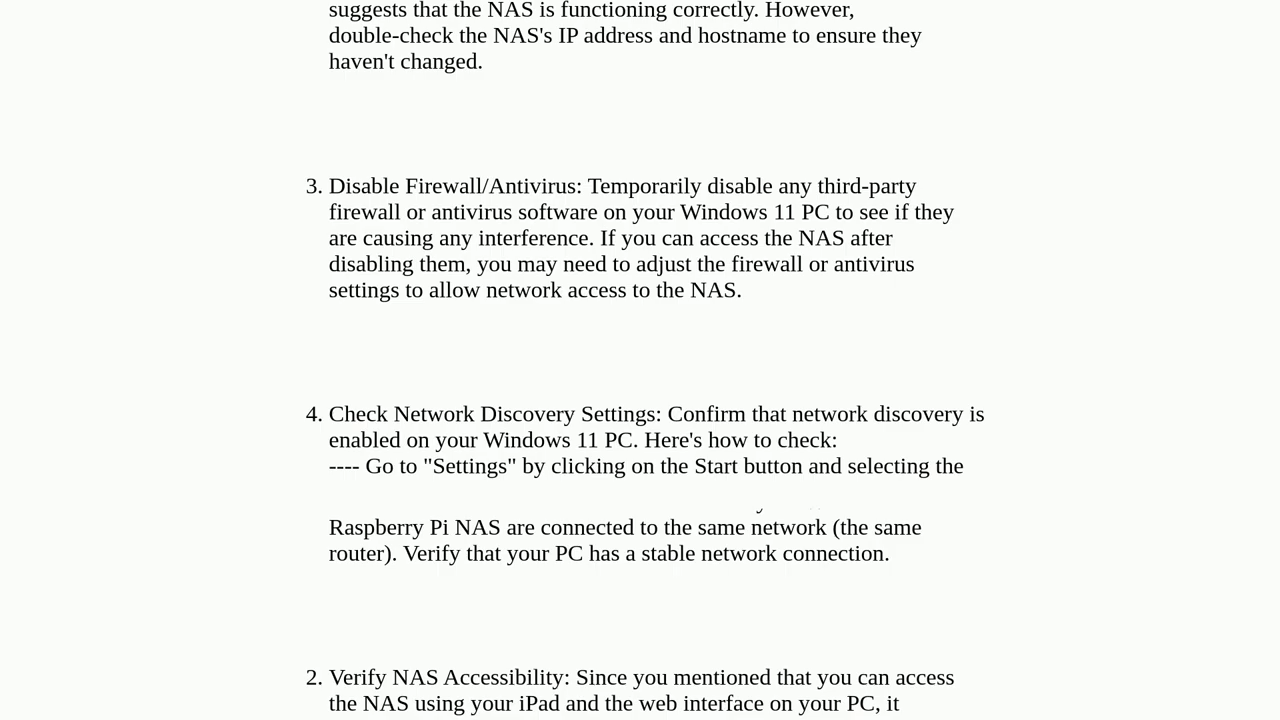 suggests that the NAS is functioning correctly. However,
double-check the NAS's IP address and hostname to ensure they
haven't changed.
3. Disable Firewall/Antivirus: Temporarily disable any third-party
firewall or antivirus software on your Windows 11 PC to see if they
are causing any interference. If you can access the NAS after
disabling them, you may need to adjust the firewall or antivirus
settings to allow network access to the NAS.
4. Check Network Discovery Settings: Confirm that network discovery is
enabled on your Windows 11 PC. Here's how to check:
---- Go to "Settings" by clicking on the Start button and selecting the
Raspberry Pi NAS are connected to the same network (the same
router). Verify that your PC has a stable network connection.
2. Verify NAS Accessibility: Since you mentioned that you can access
the NAS using your iPad and the web interface on your PC, it